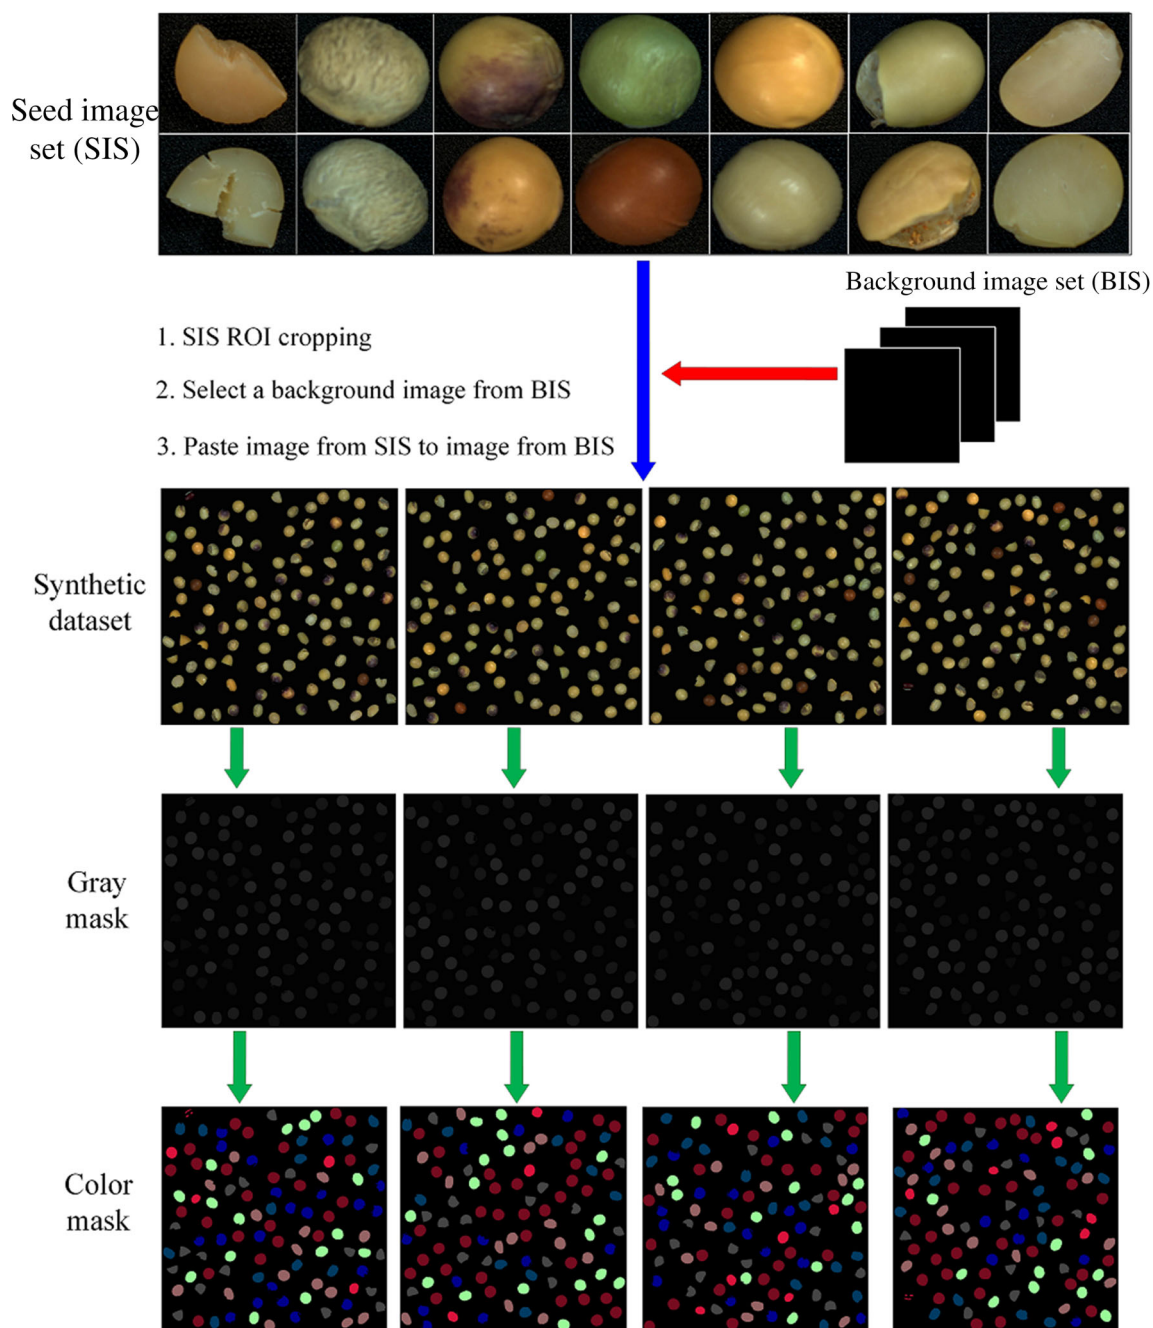 Seed image
set (SIS)
Background image set (BIS)
1. SIS ROI cropping
2. Select a background image from BIS
3. Paste image from SIS to image from BIS
Synthetic
dataset
Gray
mask
Color
mask